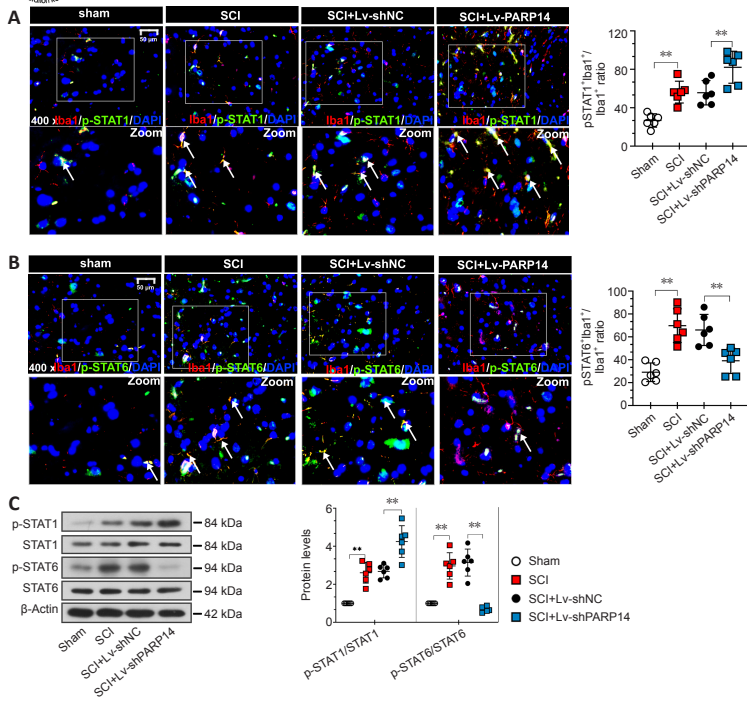 A
sham
SCI
SCI+Lv-shNC
SCI+Lv-PARP14
50 µm
400 x Iba1/p-STAT1/DAPI
Iba1/p-STAT1/DAPI
Iba1/p-STAT1/DAPI
Iba1/p-STAT1/DAPI
Zoom
Zoom
Zoom
Zoom
pSTAT1⁺Iba1⁺/
Iba1⁺ ratio
120
80
40
0
**
**
Sham
SCI
SCI+Lv-shNC
SCI+Lv-shPARP14
B
sham
SCI
SCI+Lv-shNC
SCI+Lv-PARP14
50 µm
400 x Iba1/p-STAT6/DAPI
Iba1/p-STAT6/DAPI
Iba1/p-STAT6/DAPI
Iba1/p-STAT6/DAPI
Zoom
Zoom
Zoom
Zoom
pSTAT6⁺Iba1⁺/
Iba1⁺ ratio
100
80
60
40
20
0
**
**
Sham
SCI
SCI+Lv-shNC
SCI+Lv-shPARP14
C
p-STAT1
84 kDa
STAT1
84 kDa
p-STAT6
94 kDa
STAT6
94 kDa
β-Actin
42 kDa
Sham
SCI
SCI+Lv-shNC
SCI+Lv-shPARP14
Protein levels
6
4
2
0
**
**
**
**
p-STAT1/STAT1
p-STAT6/STAT6
Sham
SCI
SCI+Lv-shNC
SCI+Lv-shPARP14